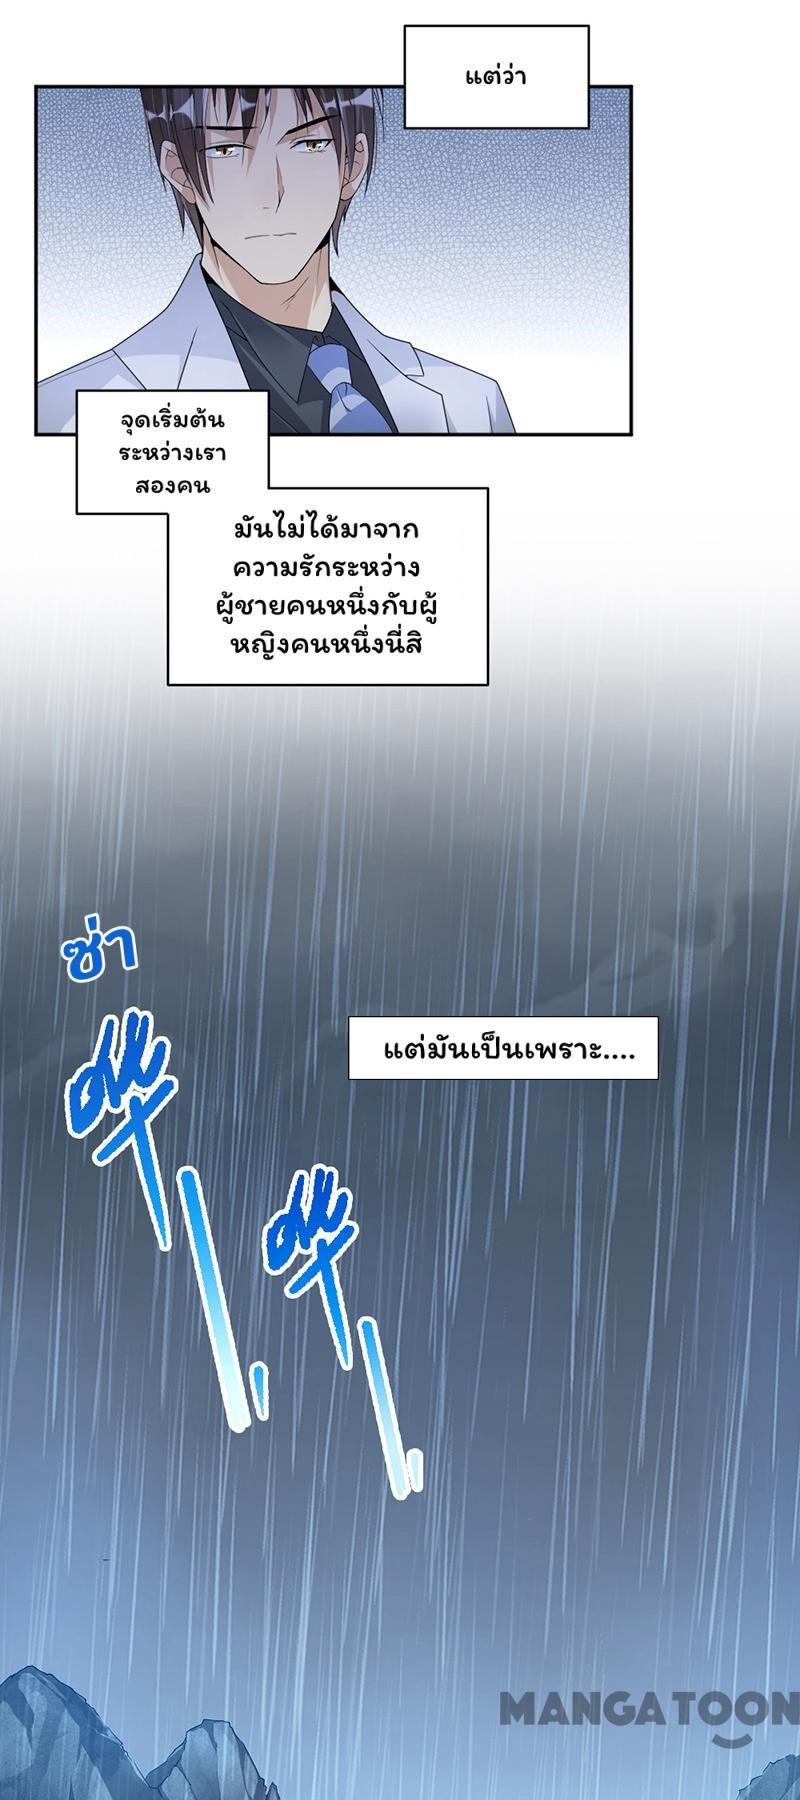 แต่ว่า
จุดเริ่มต้น
ระหว่างเรา
สองคน
มันไม่ได้มาจาก
ความรักระหว่าง
ผู้ชายคนหนึ่งกับผู้
หญิงคนหนึ่งนี่สิ
ซ่า
แต่มันเป็นเพราะ....
MANGATOON